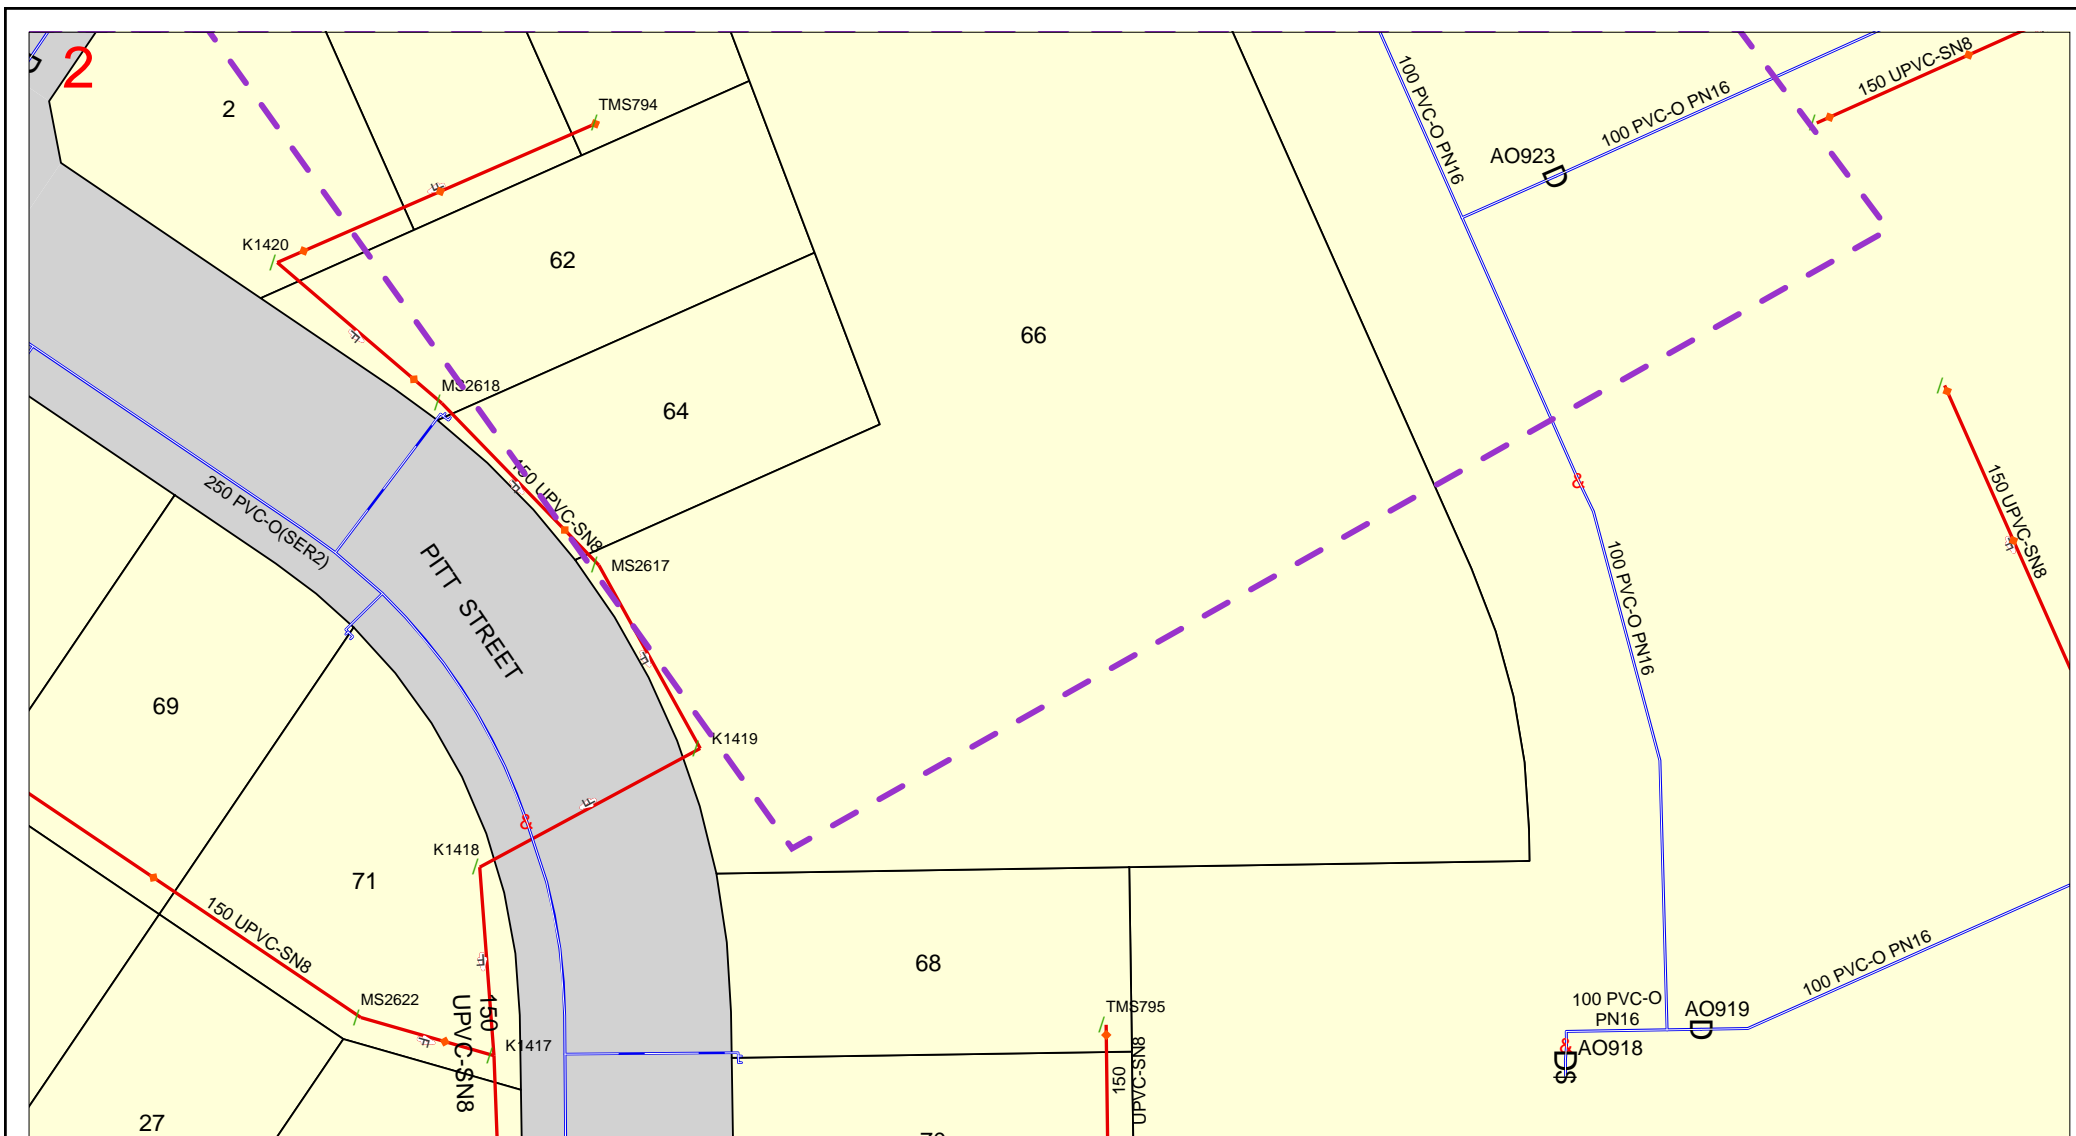 2
2
TMS794
K1420
62
66
64
MS2618
150 UPVC-SN8
MS2617
250 PVC-O(SER2)
PITT STREET
69
K1419
K1418
71
150 UPVC-SN8
MS2622
150
UPVC-SN8
K1417
27
68
TMS795
150
UPVC-SN8
100 PVC-O PN16
AO923
D
100 PVC-O PN16
150 UPVC-SN8
150 UPVC-SN8
100 PVC-O PN16
100 PVC-O
PN16
AO919
D
100 PVC-O PN16
AO918
DS